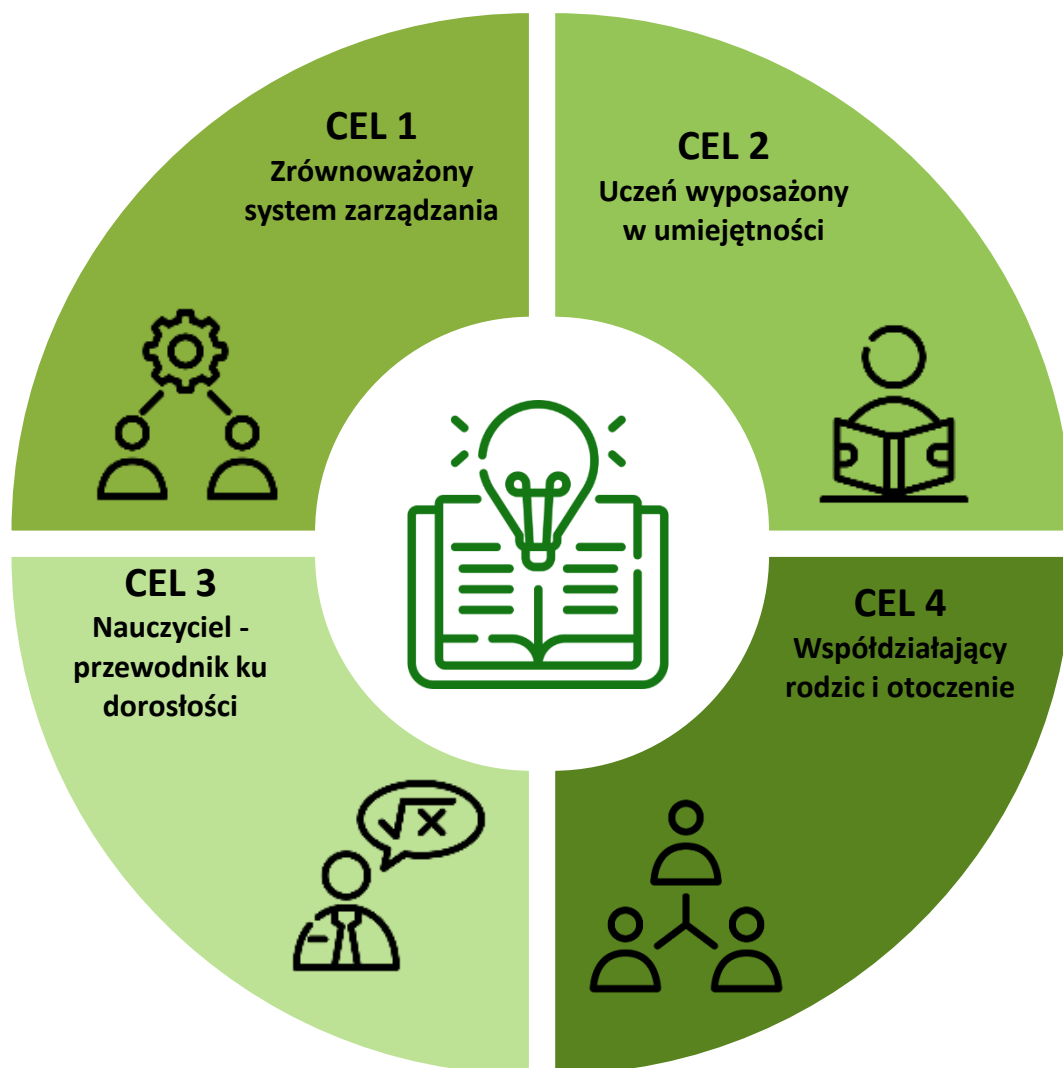 CEL 1
Zrównoważony
system zarządzania
CEL 2
Uczeń wyposażony
w umiejętności
CEL 3
Nauczyciel -
przewodnik ku
dorosłości
CEL 4
Współdziałający
rodzic i otoczenie
√x